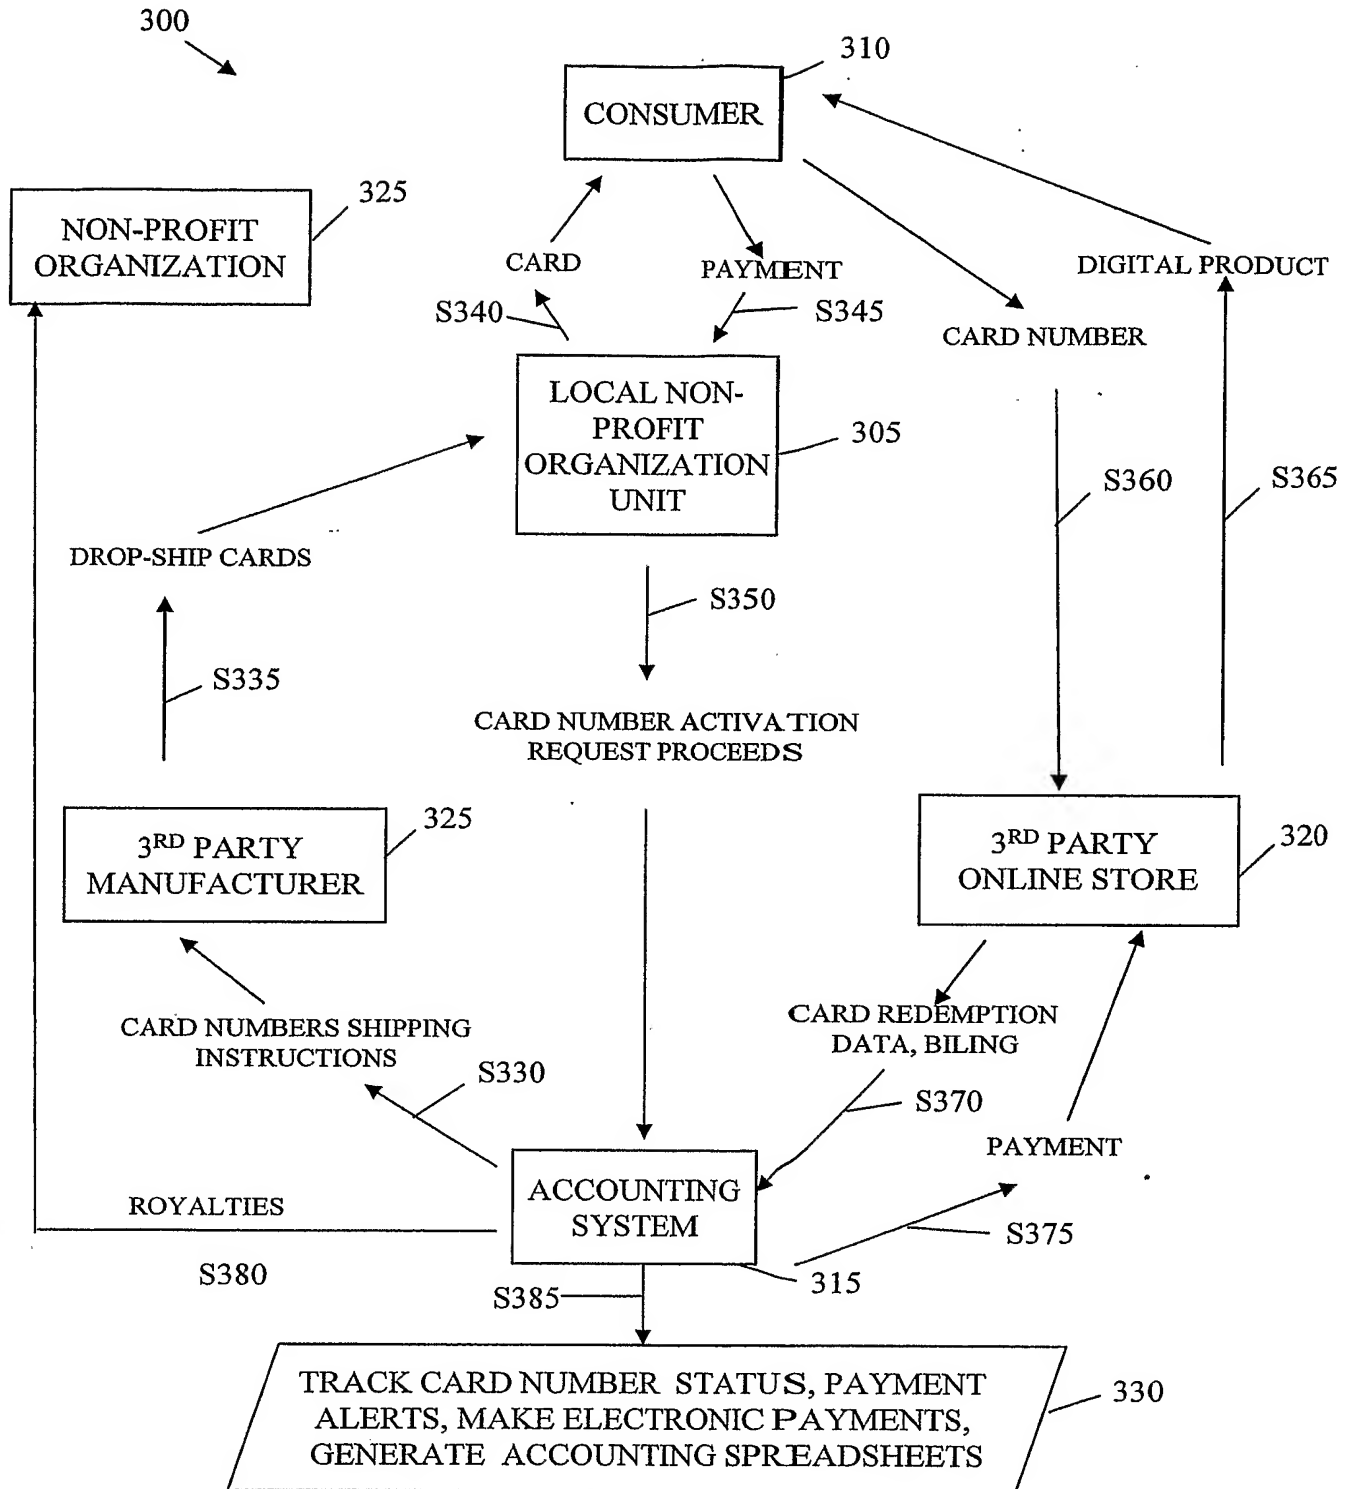 300
310
CONSUMER
325
NON-PROFIT
ORGANIZATION
CARD
PAYMENT
DIGITAL PRODUCT
S340
S345
CARD NUMBER
LOCAL NON-
PROFIT
ORGANIZATION
UNIT
305
S360
S365
DROP-SHIP CARDS
S350
S335
CARD NUMBER ACTIVATION
REQUEST PROCEEDS
3RD PARTY
MANUFACTURER
325
3RD PARTY
ONLINE STORE
320
CARD NUMBERS SHIPPING
INSTRUCTIONS
CARD REDEMPTION
DATA, BILING
S330
S370
PAYMENT
ACCOUNTING
SYSTEM
ROYALTIES
S375
S380
S385
315
TRACK CARD NUMBER STATUS, PAYMENT
ALERTS, MAKE ELECTRONIC PAYMENTS,
GENERATE ACCOUNTING SPREADSHEETS
330